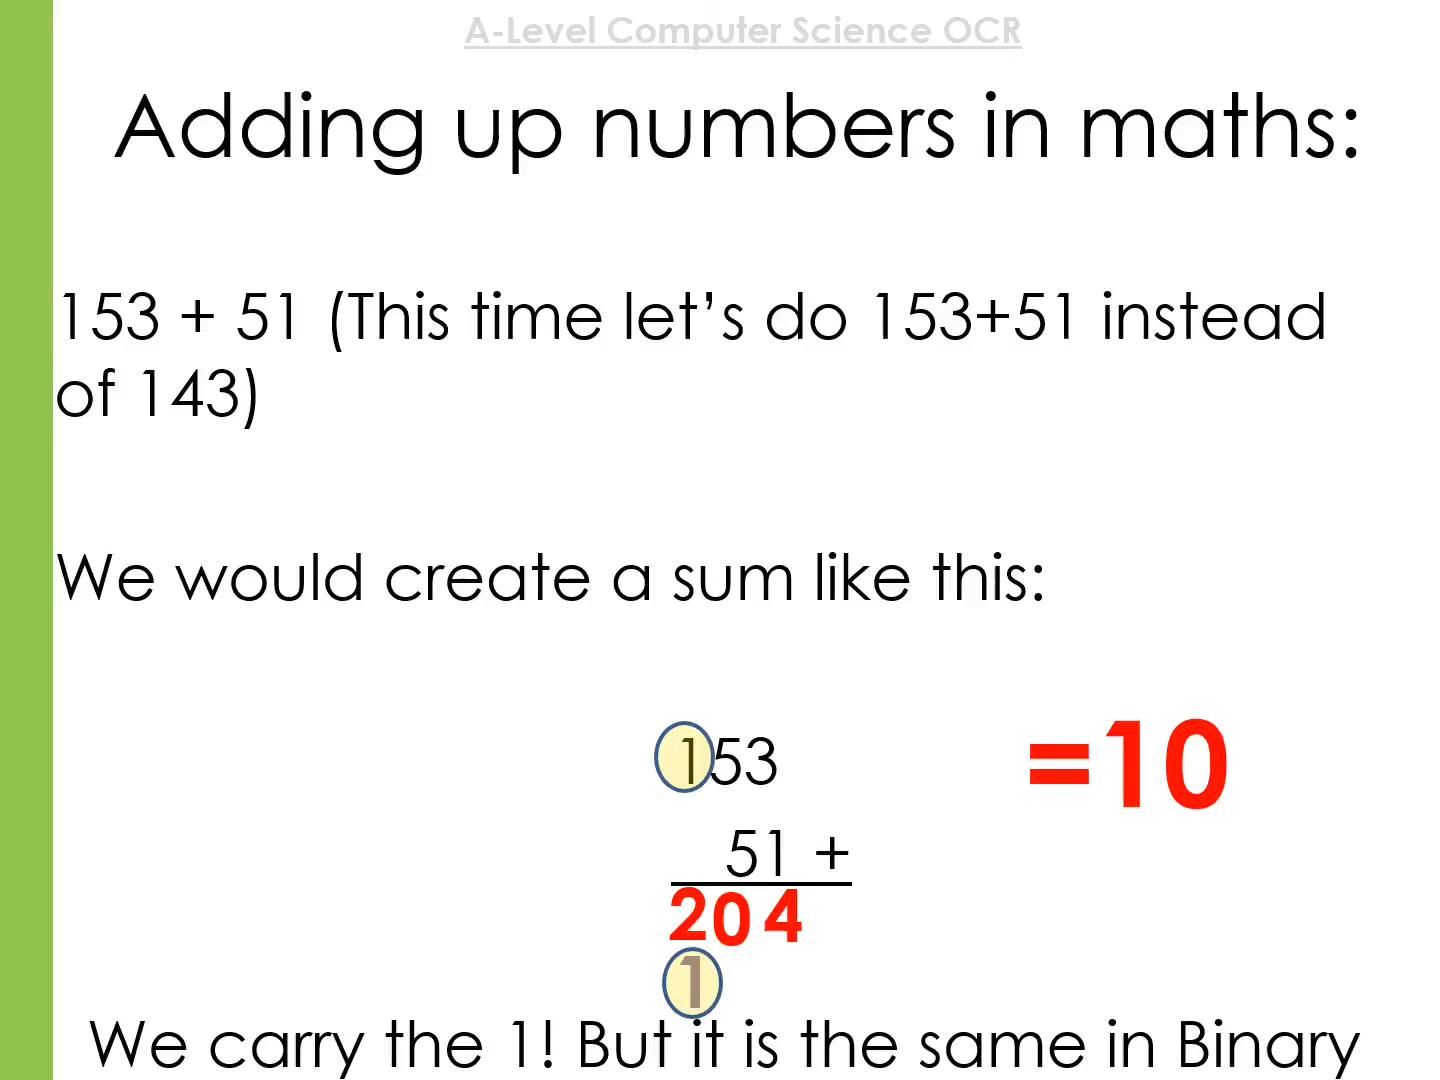 A-Level Computer Science OCR
Adding up numbers in maths:
153 + 51 (This time let’s do 153+51 instead
of 143)
We would create a sum like this:
153
=10
51 +
204
1
We carry the 1! But it is the same in Binary